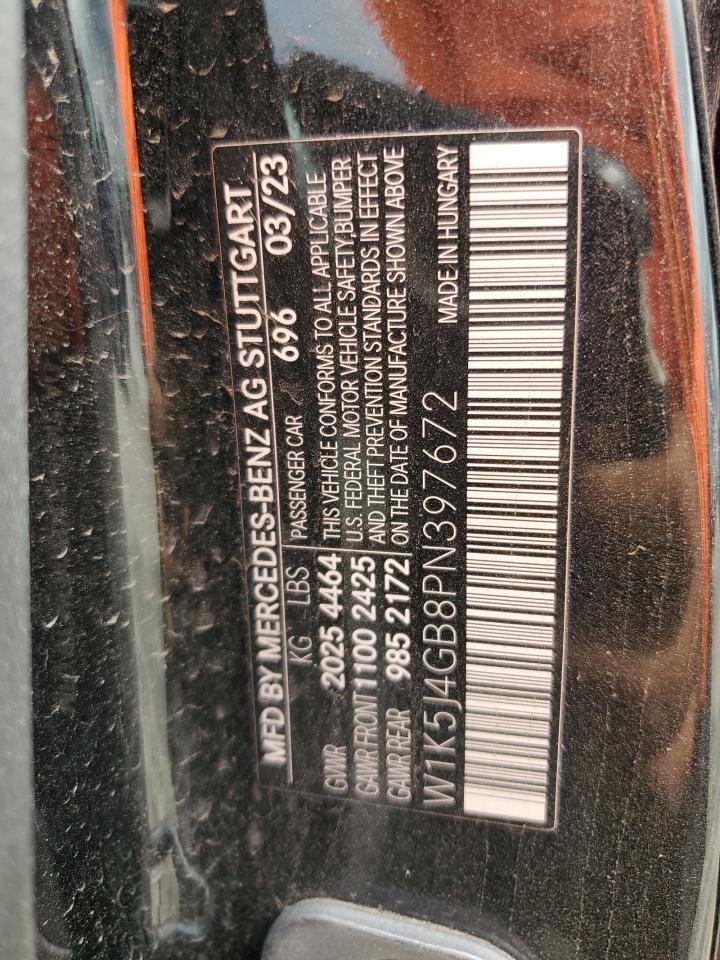 MFD BY MERCEDES-BENZ AG STUTTGART
KG LBS PASSENGER CAR 696 03/23
GWR 2025 4464 THIS VEHICLE CONFORMS TO ALL APPLICABLE
GAWR FRONT 1100 2425 U.S. FEDERAL MOTOR VEHICLE SAFETY,BUMPER
GAWR REAR 985 2172 AND THEFT PREVENTION STANDARDS IN EFFECT
ON THE DATE OF MANUFACTURE SHOWN ABOVE
W1K5J4GB8PN397672 MADE IN HUNGARY